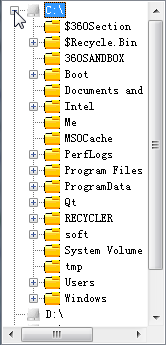 C:\
$360Section
$Recycle.Bin
360SANDBOX
Boot
Documents and
Intel
Me
MSOCache
PerfLogs
Program Files
ProgramData
Qt
RECYCLER
soft
System Volume
tmp
Users
Windows
D:\